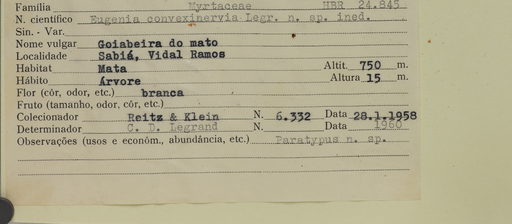 Família Myrtaceae HBR 24.845
N. científico Eugenia convexinervia Legr. n. sp. ined.
Sin. - Var.
Nome vulgar Goiabeira do mato
Localidade Sabiá, Vidal Ramos
Habitat Mata Altit. 750 m.
Hábito Árvore Altura 15 m.
Flor (côr, odor, etc.) branca
Fruto (tamanho, odor, côr, etc.)
Colecionador Reitz & Klein N. 6.332 Data 28.1.1958
Determinador C. D. Legrand N. Data 1960
Observações (usos e econôm., abundância, etc.) Paratypus n. sp.